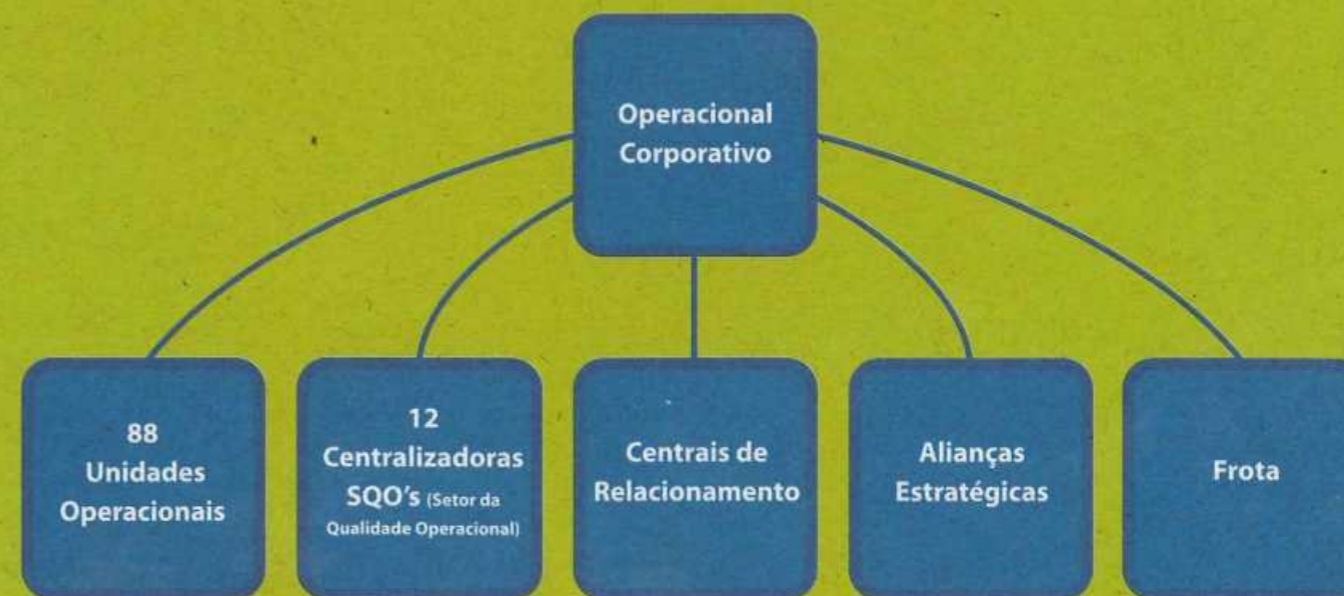 Operacional
Corporativo
88
Unidades
Operacionais
12
Centralizadoras
SQO's (Setor da
Qualidade Operacional)
Centrais de
Relacionamento
Alianças
Estratégicas
Frota